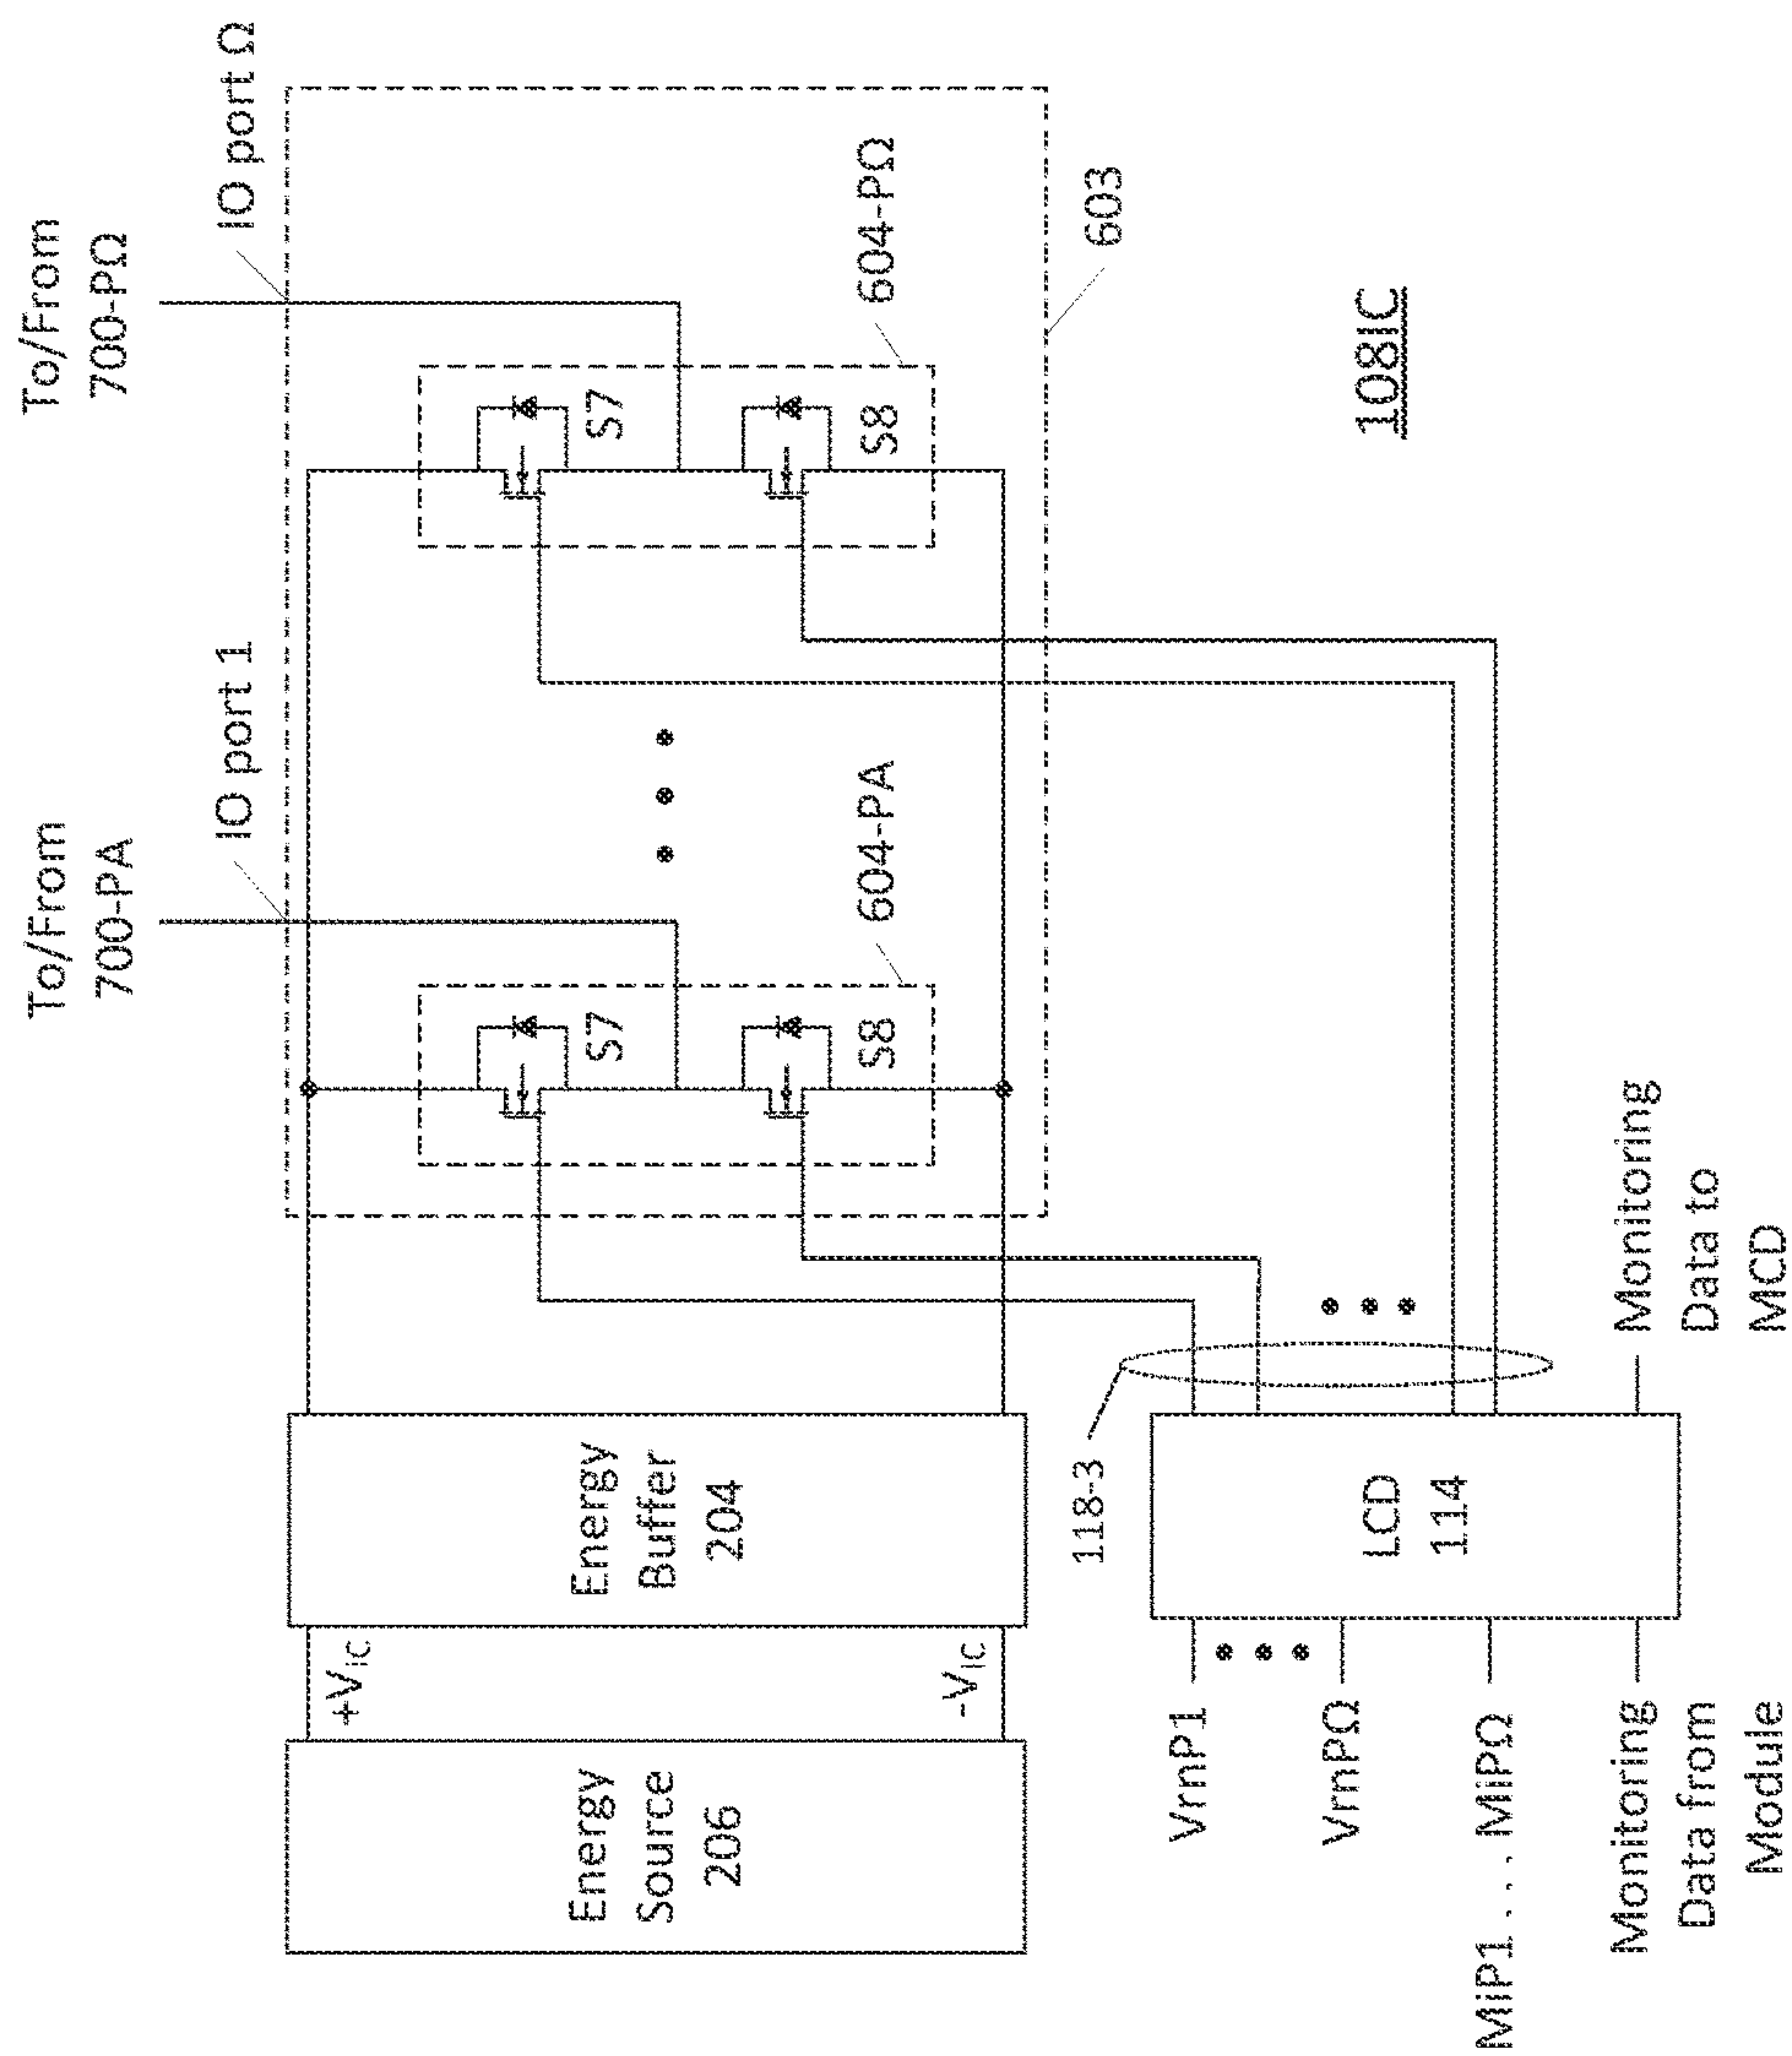 To/From
700-PA
IO port 1
To/From
700-PΩ
IO port Ω
Energy
Source
206
+VIC
-VIC
Energy
Buffer
204
S7
S8
604-PA
S7
S8
604-PΩ
603
108IC
118-3
VrnP1
VrnPΩ
MiP1 . . . MiPΩ
Monitoring
Data from
Module
LCD
114
Monitoring
Data to
MCD